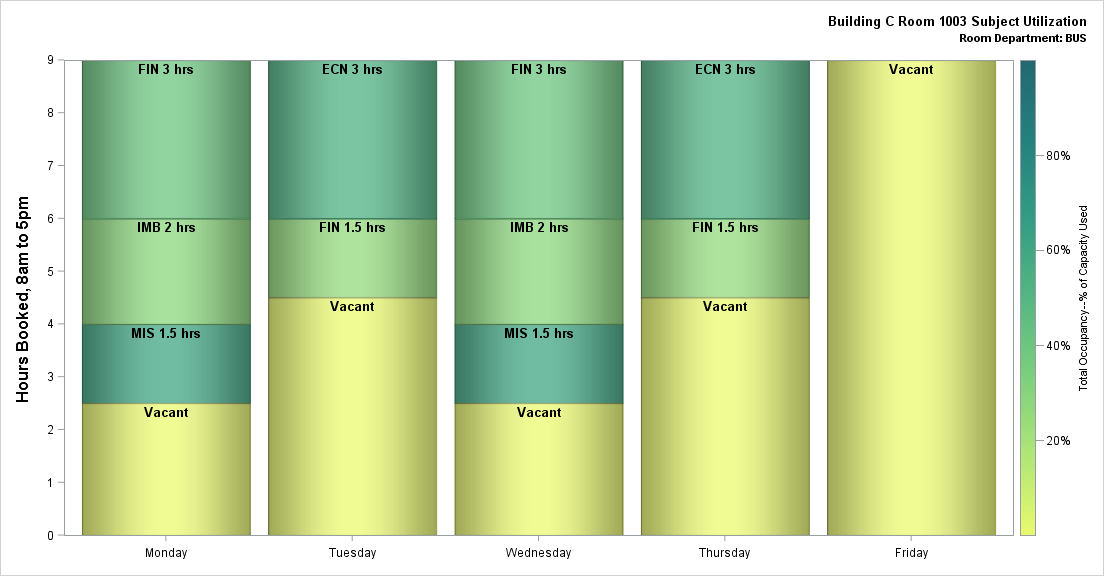 Building C Room 1003 Subject Utilization
Room Department: BUS
Hours Booked, 8am to 5pm
9
8
7
6
5
4
3
2
1
0
FIN 3 hrs
IMB 2 hrs
MIS 1.5 hrs
Vacant
ECN 3 hrs
FIN 1.5 hrs
Vacant
FIN 3 hrs
IMB 2 hrs
MIS 1.5 hrs
Vacant
ECN 3 hrs
FIN 1.5 hrs
Vacant
Vacant
Monday
Tuesday
Wednesday
Thursday
Friday
80%
60%
40%
20%
Total Occupancy--% of Capacity Used